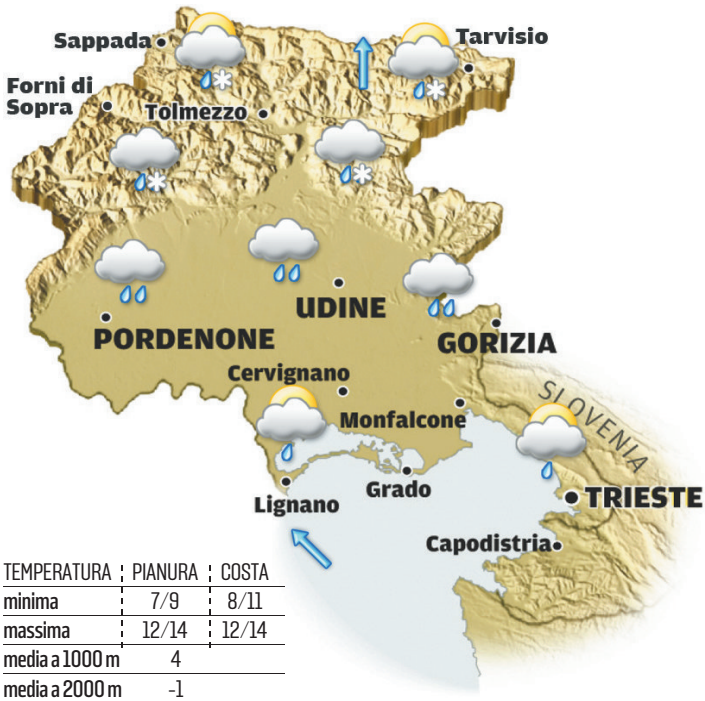 Sappada
Tarvisio
Forni di
Sopra
Tolmezzo
UDINE
PORDENONE
GORIZIA
Cervignano
SLOVENIA
Monfalcone
Grado
Lignano
TRIESTE
Capodistria
TEMPERATURA PIANURA COSTA
minima 7/9 8/11
massima 12/14 12/14
media a 1000 m 4
media a 2000 m -1